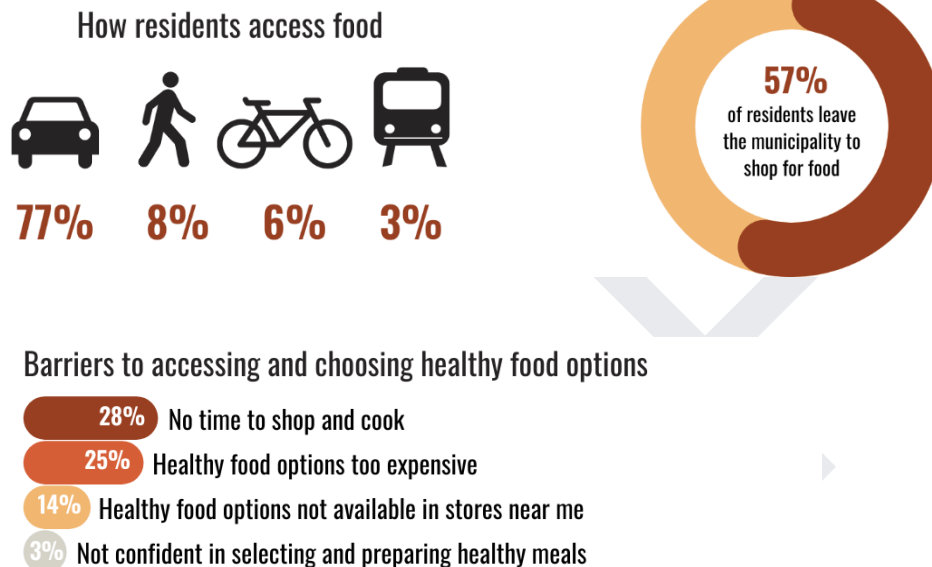 How residents access food
77% 8% 6% 3%
57%
of residents leave
the municipality to
shop for food
Barriers to accessing and choosing healthy food options
28% No time to shop and cook
25% Healthy food options too expensive
14% Healthy food options not available in stores near me
3% Not confident in selecting and preparing healthy meals